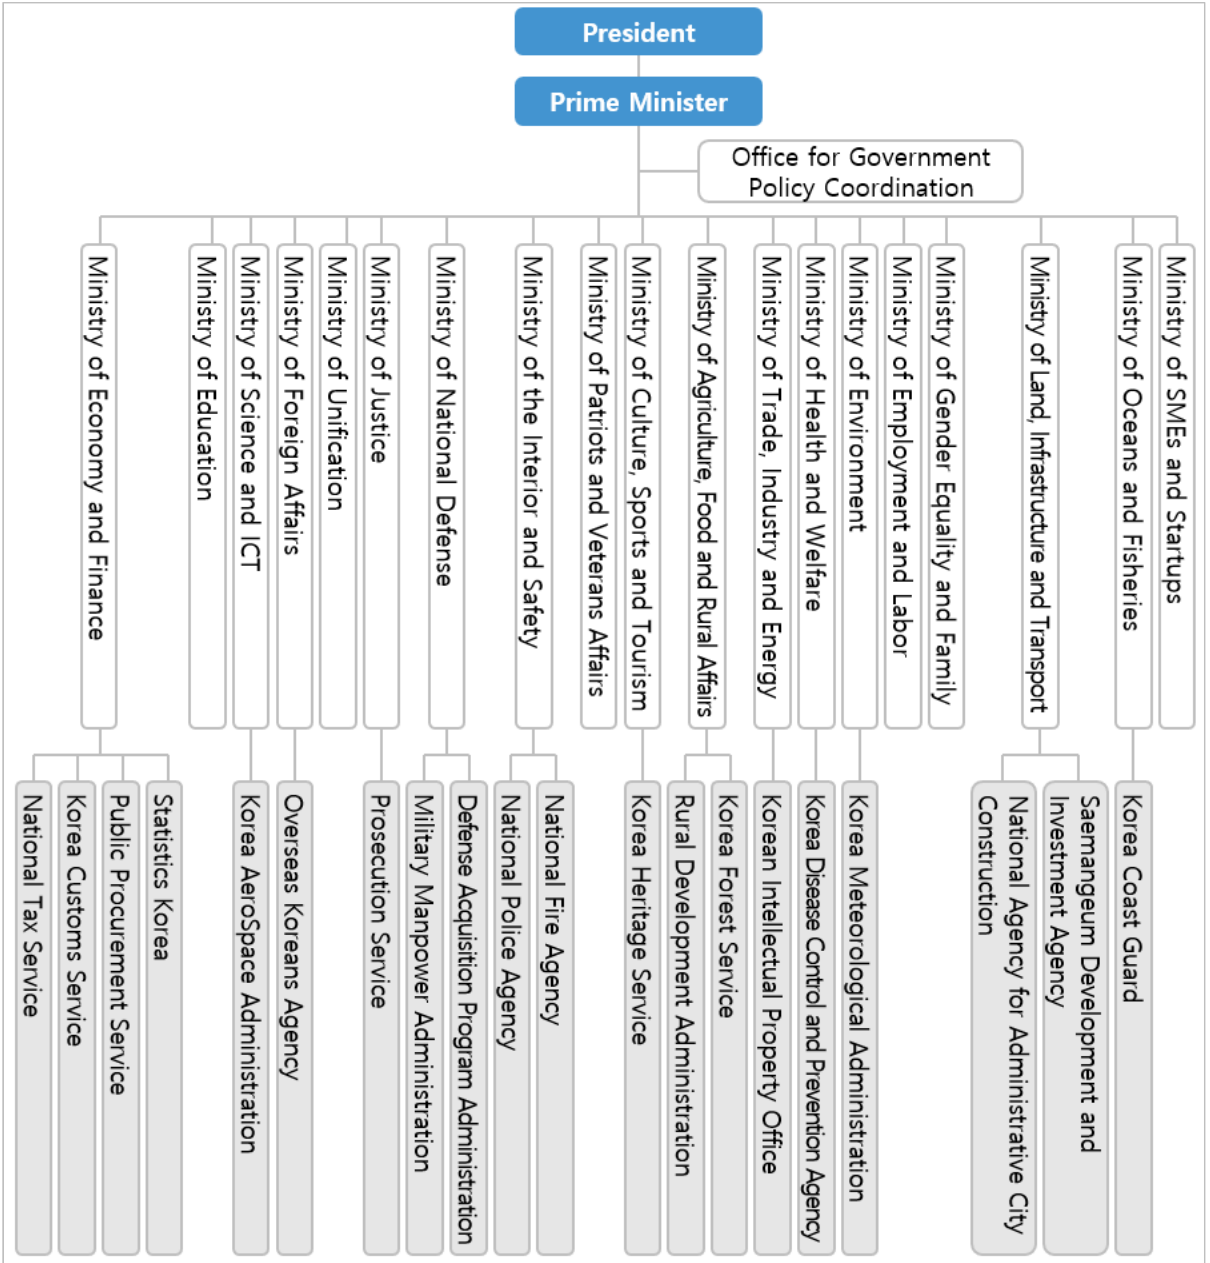 President
Prime Minister
Office for Government
Policy Coordination
Ministry of Economy and Finance
Ministry of Education
Ministry of Science and ICT
Ministry of Foreign Affairs
Ministry of Unification
Ministry of Justice
Ministry of National Defense
Ministry of the Interior and Safety
Ministry of Patriots and Veterans Affairs
Ministry of Culture, Sports and Tourism
Ministry of Agriculture, Food and Rural Affairs
Ministry of Trade, Industry and Energy
Ministry of Health and Welfare
Ministry of Environment
Ministry of Employment and Labor
Ministry of Gender Equality and Family
Ministry of Land, Infrastructure and Transport
Ministry of Oceans and Fisheries
Ministry of SMEs and Startups
National Tax Service
Korea Customs Service
Public Procurement Service
Statistics Korea
Korea AeroSpace Administration
Overseas Koreans Agency
Prosecution Service
Military Manpower Administration
Defense Acquisition Program Administration
National Police Agency
National Fire Agency
Korea Heritage Service
Rural Development Administration
Korea Forest Service
Korean Intellectual Property Office
Korea Disease Control and Prevention Agency
Korea Meteorological Administration
National Agency for Administrative City
Construction
Saemangeum Development and
Investment Agency
Korea Coast Guard